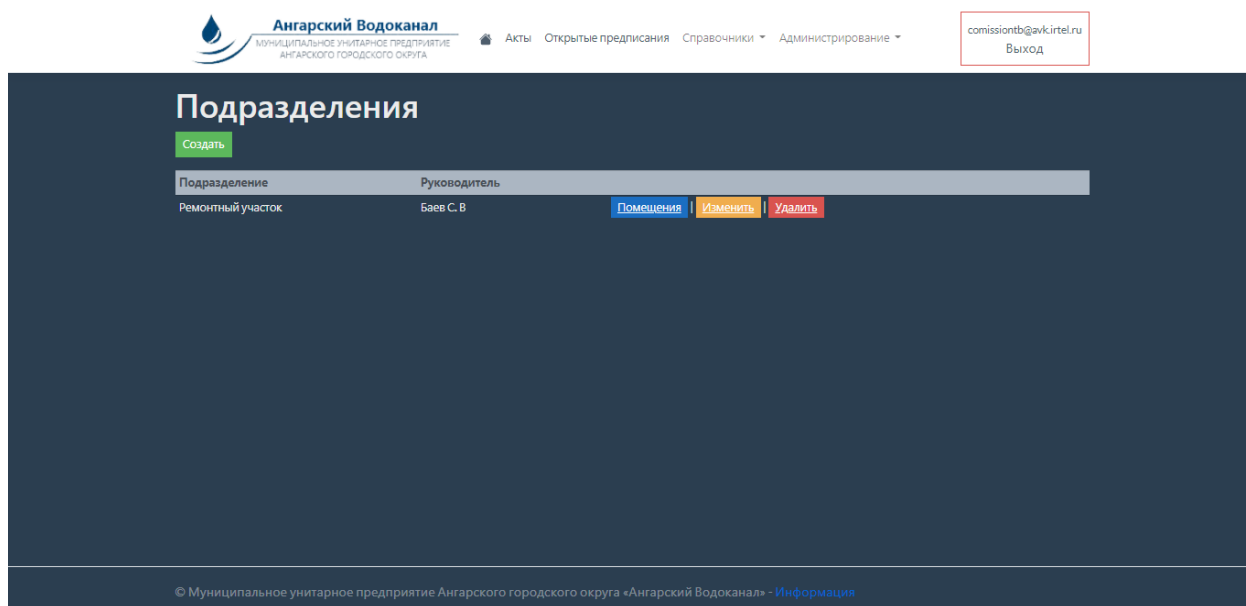 Ангарский Водоканал
МУНИЦИПАЛЬНОЕ УНИТАРНОЕ ПРЕДПРИЯТИЕ
АНГАРСКОГО ГОРОДСКОГО ОКРУГА
Акты Открытые предписания Справочники Администрирование
comissiontb@avk.irtel.ru
Выход
Подразделения
Создать
Подразделение Руководитель
Ремонтный участок Баев С. В Помещения | Изменить | Удалить
© Муниципальное унитарное предприятие Ангарского городского округа «Ангарский Водоканал» - Информация